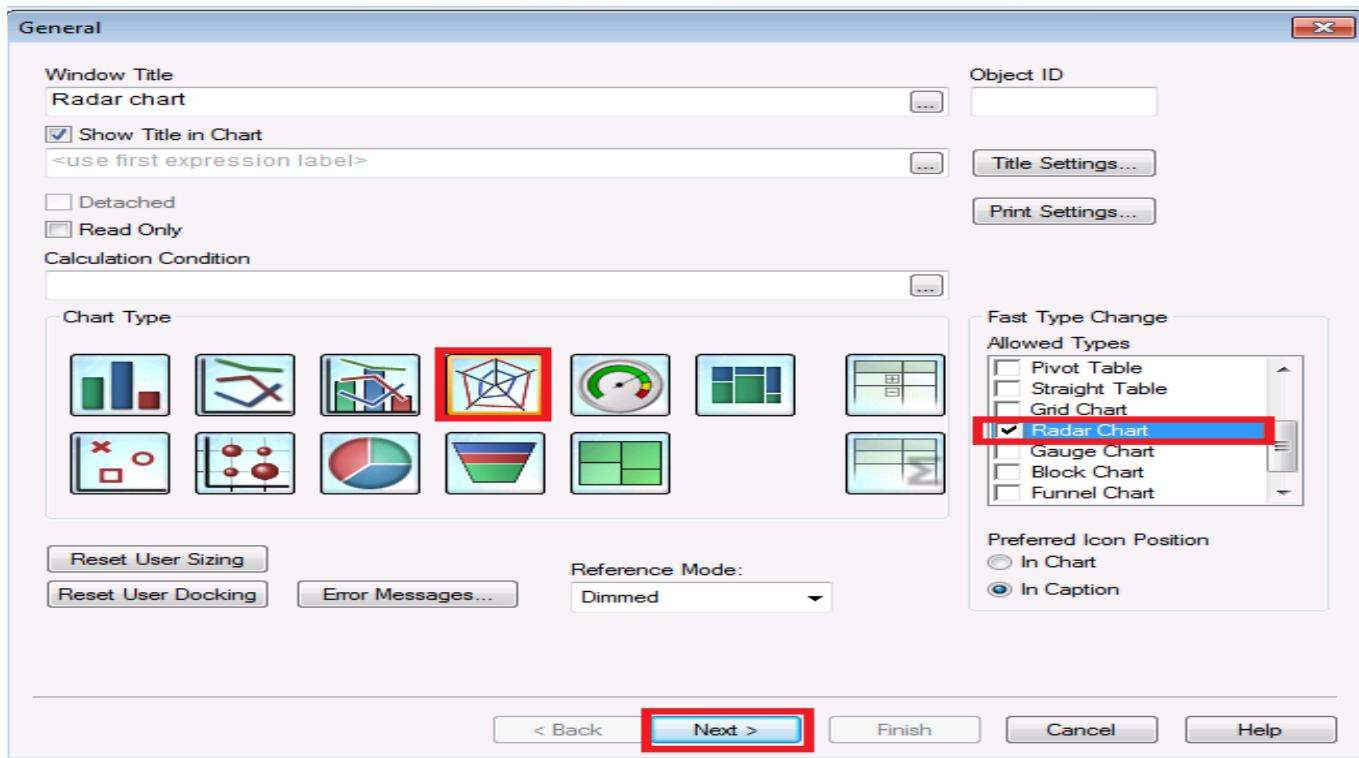 General
Window Title
Object ID
Radar chart
...
Show Title in Chart
<use first expression label>
...
Title Settings...
Detached
Print Settings...
Read Only
Calculation Condition
...
Chart Type
Fast Type Change
Allowed Types
Pivot Table
Straight Table
Grid Chart
Radar Chart
Gauge Chart
Block Chart
Funnel Chart
Preferred Icon Position
In Chart
In Caption
Reset User Sizing
Reference Mode:
Reset User Docking
Error Messages...
Dimmed
< Back
Next >
Finish
Cancel
Help